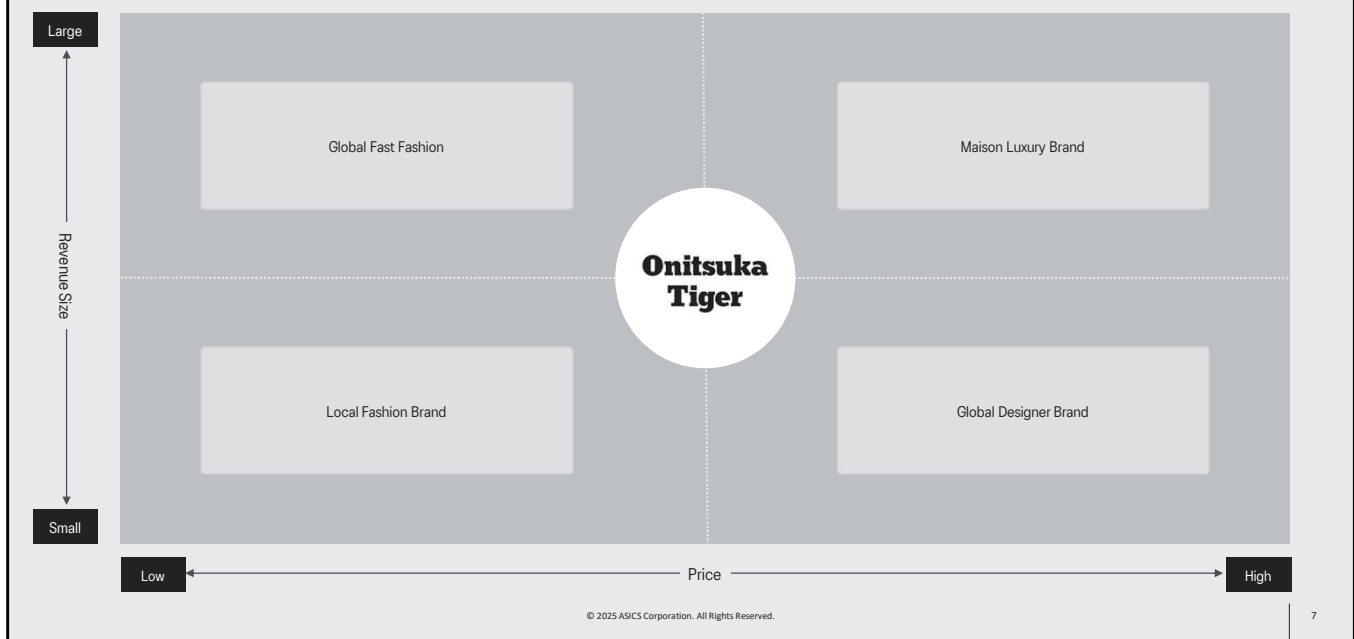 Large
Global Fast Fashion
Maison Luxury Brand
Revenue Size
Onitsuka
Tiger
Local Fashion Brand
Global Designer Brand
Small
Low
Price
High
© 2025 ASICS Corporation. All Rights Reserved.
7